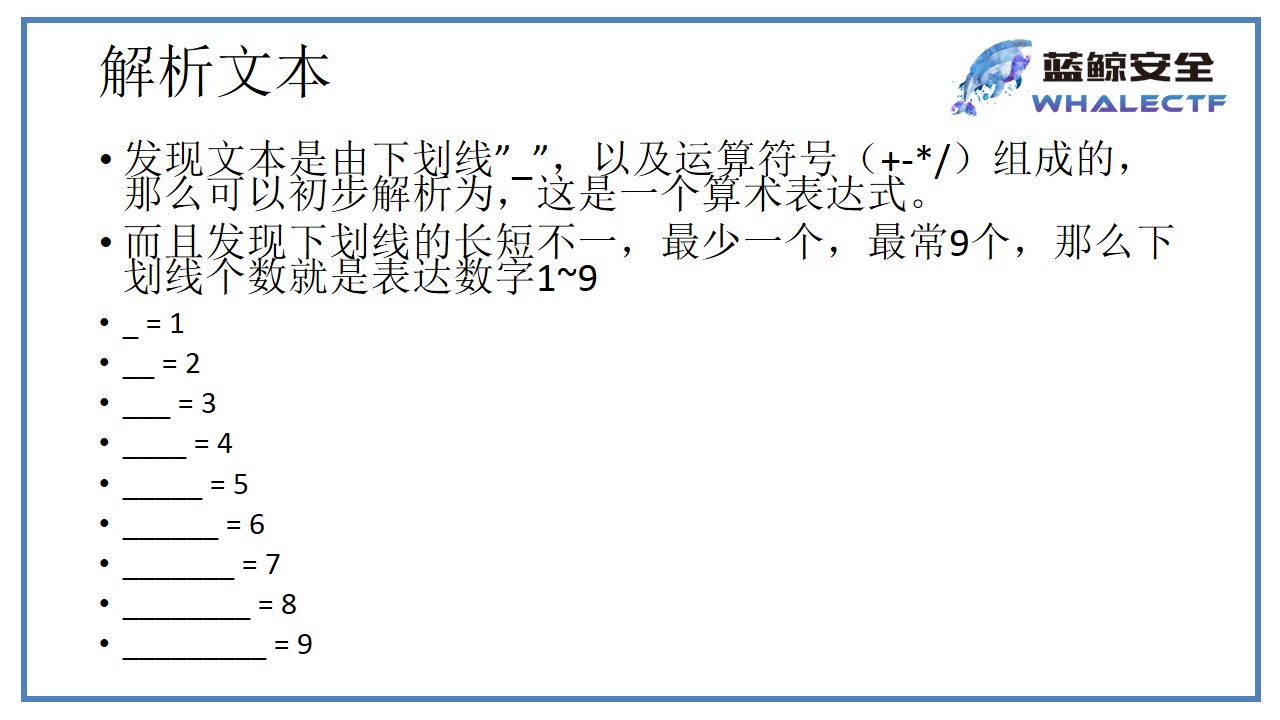 解析文本
蓝鲸安全
WHALECTF
• 发现文本是由下划线”_”，以及运算符号（+-*/）组成的，
那么可以初步解析为，这是一个算术表达式。
• 而且发现下划线的长短不一，最少一个，最常9个，那么下
划线个数就是表达数字1~9
• _ = 1
• __ = 2
• ___ = 3
• ____ = 4
• _____ = 5
• ______ = 6
• _______ = 7
• ________ = 8
• _________ = 9